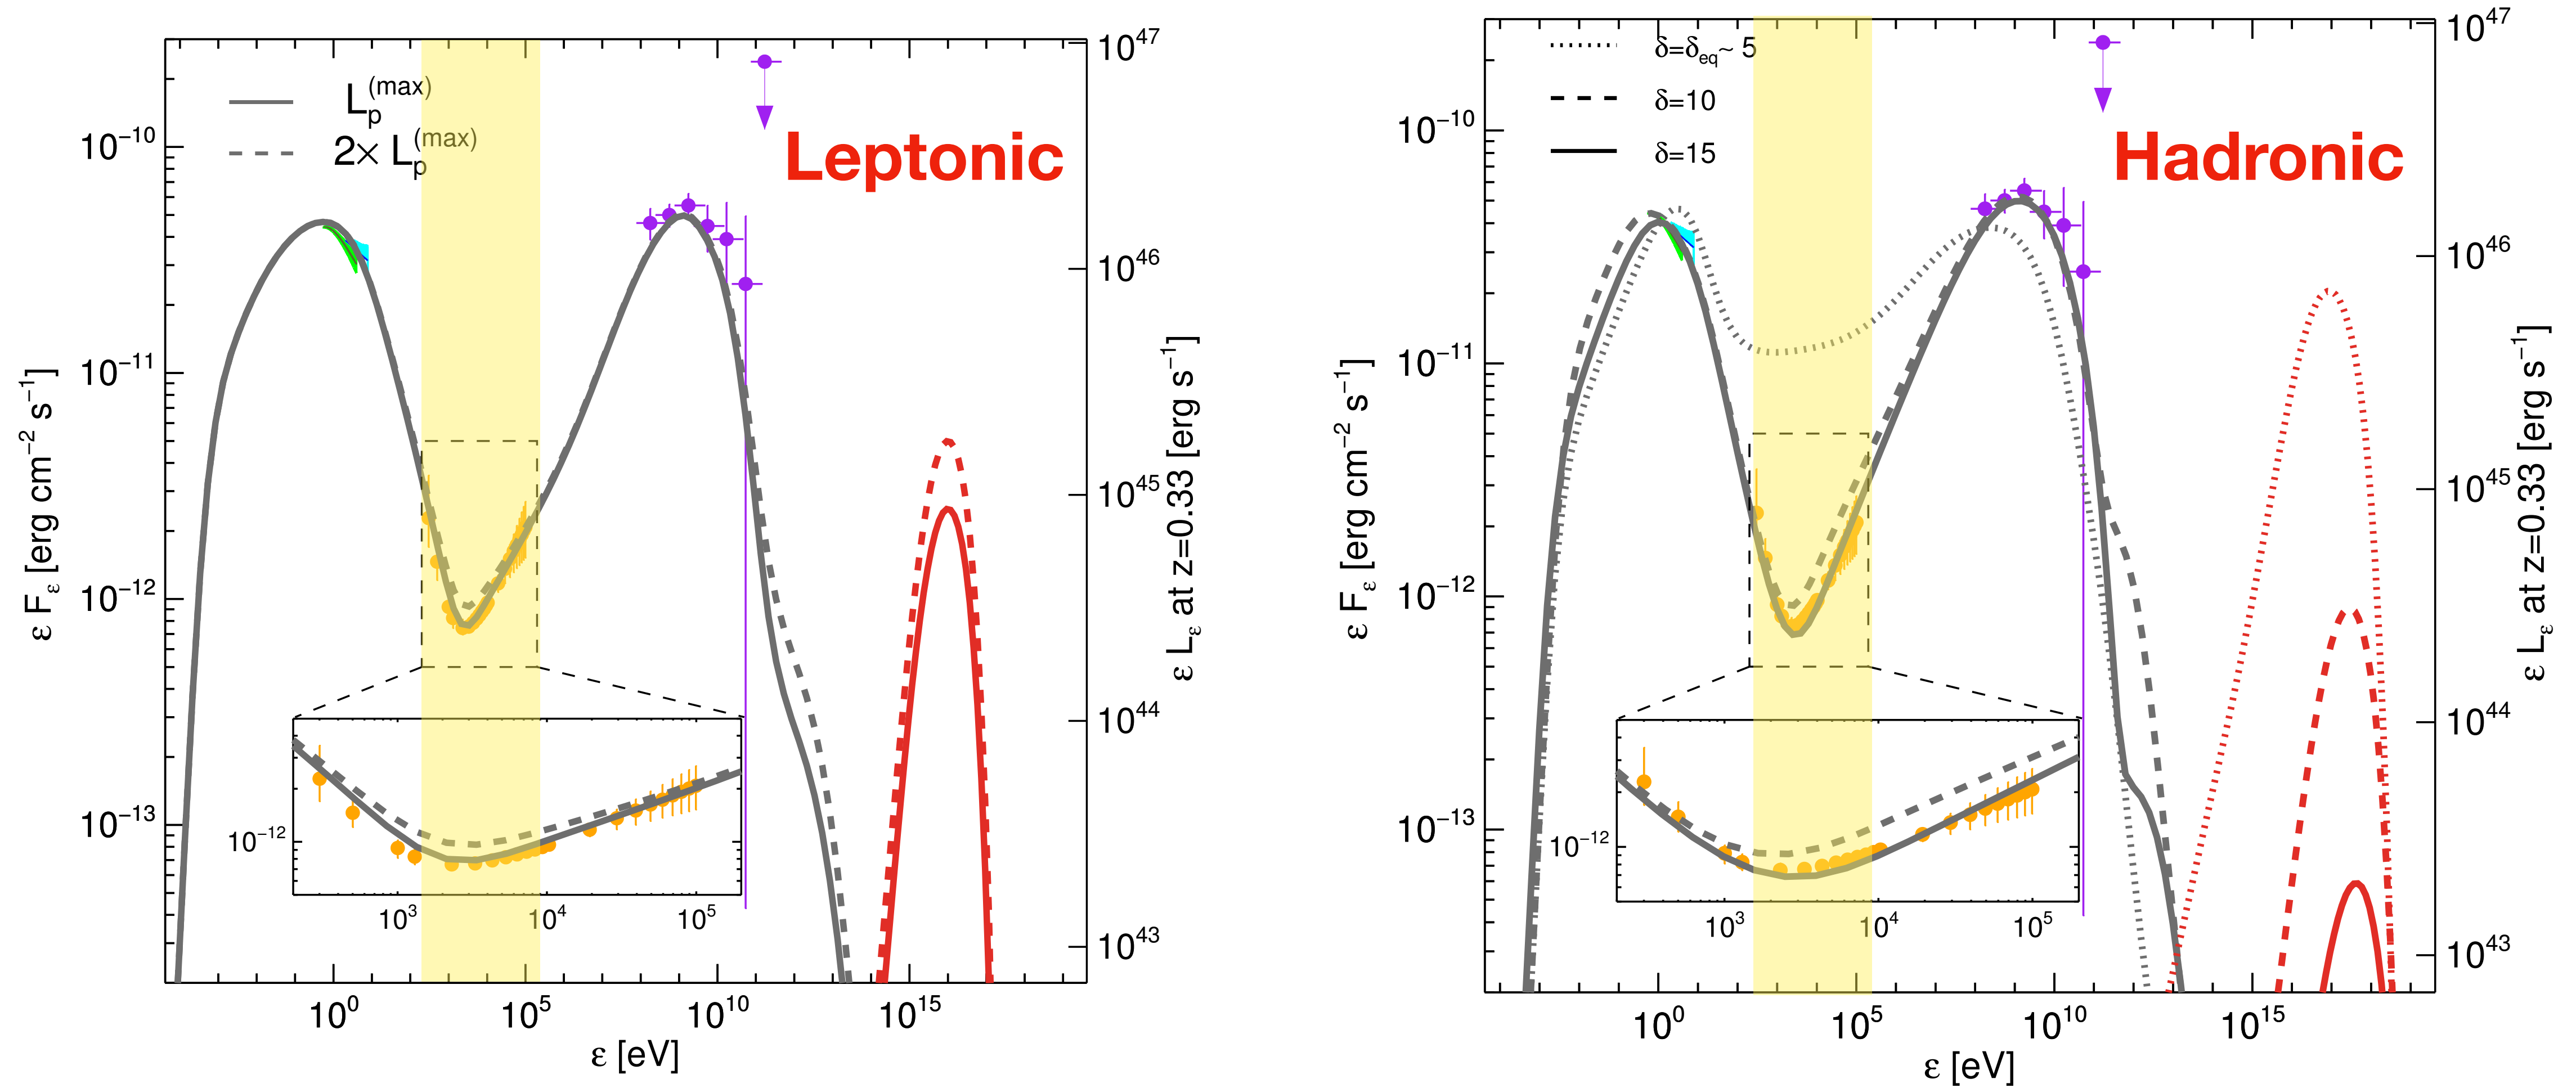 Leptonic
L_p^(max)
2× L_p^(max)
ε F_ε [erg cm⁻² s⁻¹]
10⁻¹⁰
10⁻¹¹
10⁻¹²
10⁻¹³
10⁴⁷
10⁴⁶
10⁴⁵
10⁴⁴
10⁴³
ε L_ε at z=0.33 [erg s⁻¹]
10⁻¹²
10³ 10⁴ 10⁵
10⁰ 10⁵ 10¹⁰ 10¹⁵
ε [eV]
Hadronic
δ=δ_eq~ 5
δ=10
δ=15
ε F_ε [erg cm⁻² s⁻¹]
10⁻¹⁰
10⁻¹¹
10⁻¹²
10⁻¹³
10⁴⁷
10⁴⁶
10⁴⁵
10⁴⁴
10⁴³
ε L_ε at z=0.33 [erg s⁻¹]
10⁻¹²
10³ 10⁴ 10⁵
10⁰ 10⁵ 10¹⁰ 10¹⁵
ε [eV]